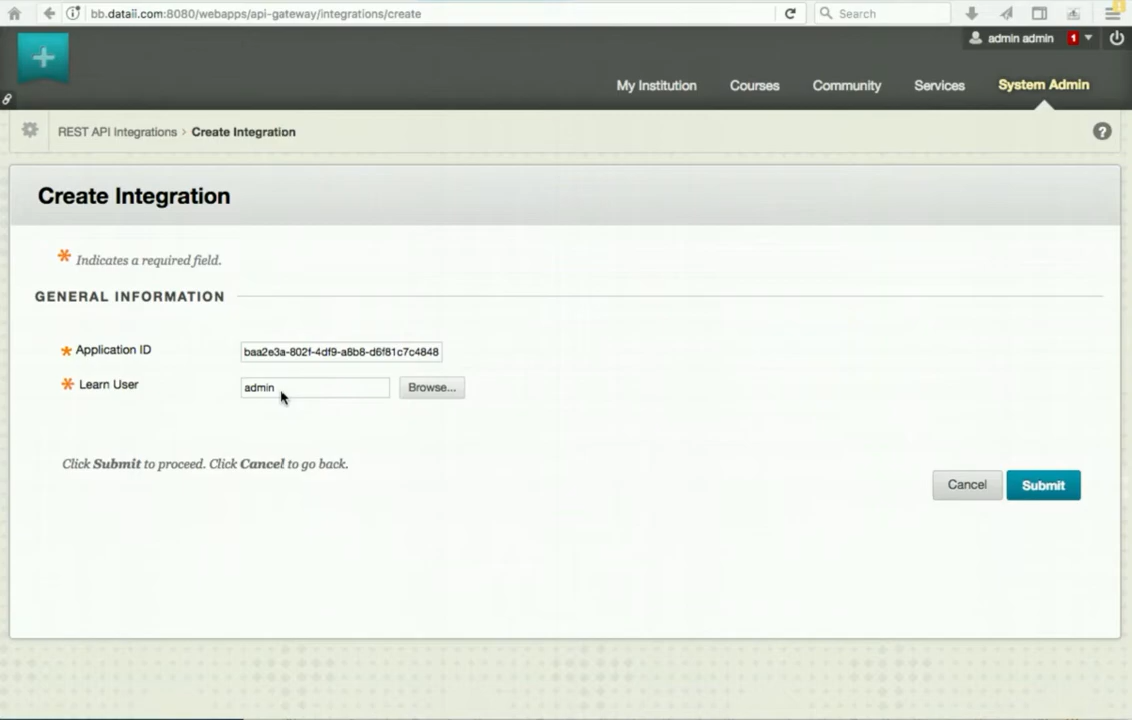 bb.dataii.com:8080/webapps/api-gateway/integrations/create
Search
admin admin 1
My Institution Courses Community Services System Admin
REST API Integrations > Create Integration ?
Create Integration
* Indicates a required field.
GENERAL INFORMATION
* Application ID baa2e3a-802f-4df9-a8b8-d6f81c7c4848
* Learn User admin Browse...
Click Submit to proceed. Click Cancel to go back.
Cancel Submit